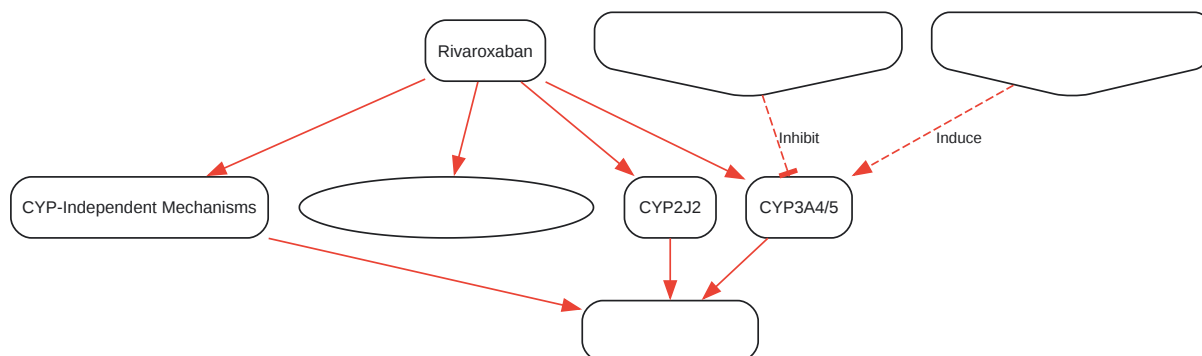 Rivaroxaban
Inhibit
Induce
CYP-Independent Mechanisms
CYP2J2
CYP3A4/5